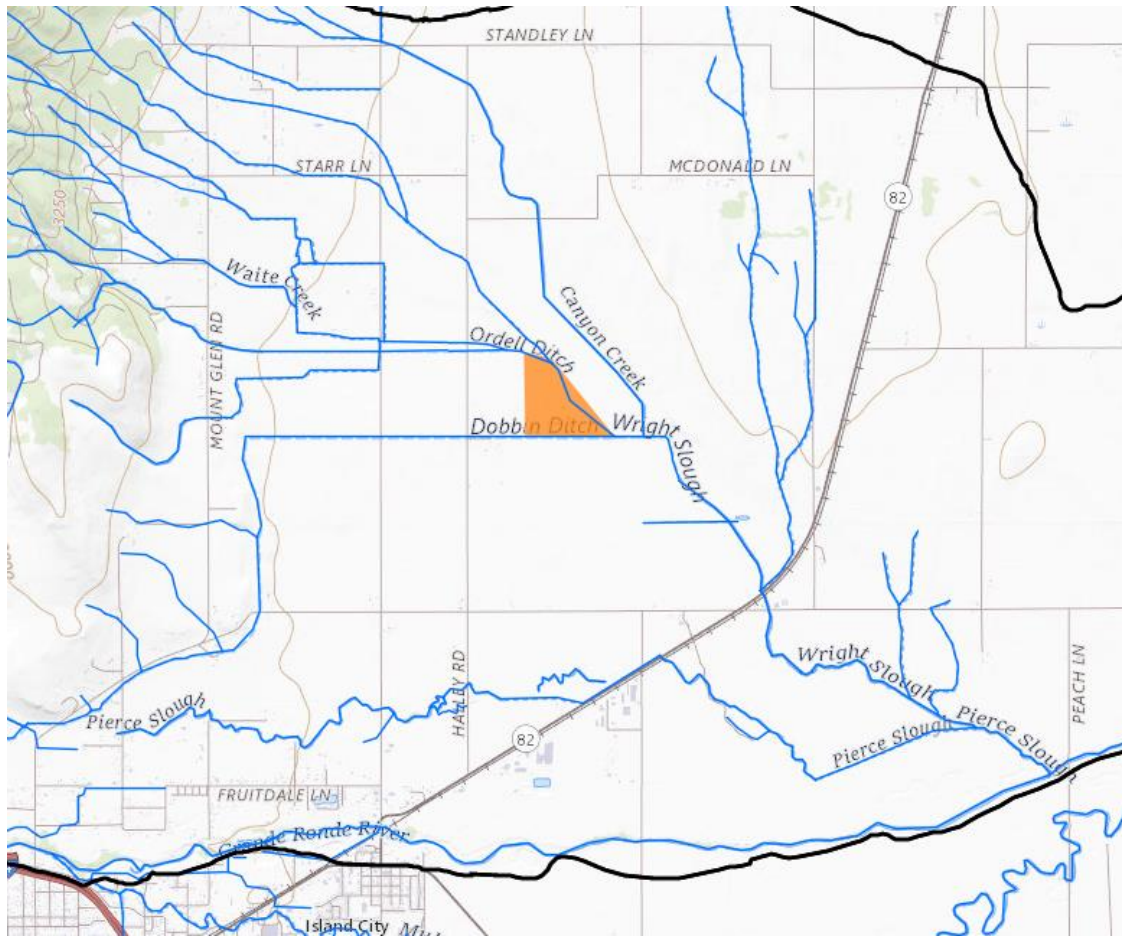 STANDLEY LN
STARR LN
MCDONALD LN
82
3250
Waite Creek
Canyon Creek
MOUNT GLEN RD
Ordell Ditch
Dobbin Ditch
Wright Slough
Wright Slough
HALLEY RD
PEACH LN
Pierce Slough
Pierce Slough
Pierce Slough
82
FRUITDALE LN
Grande Ronde River
Island City